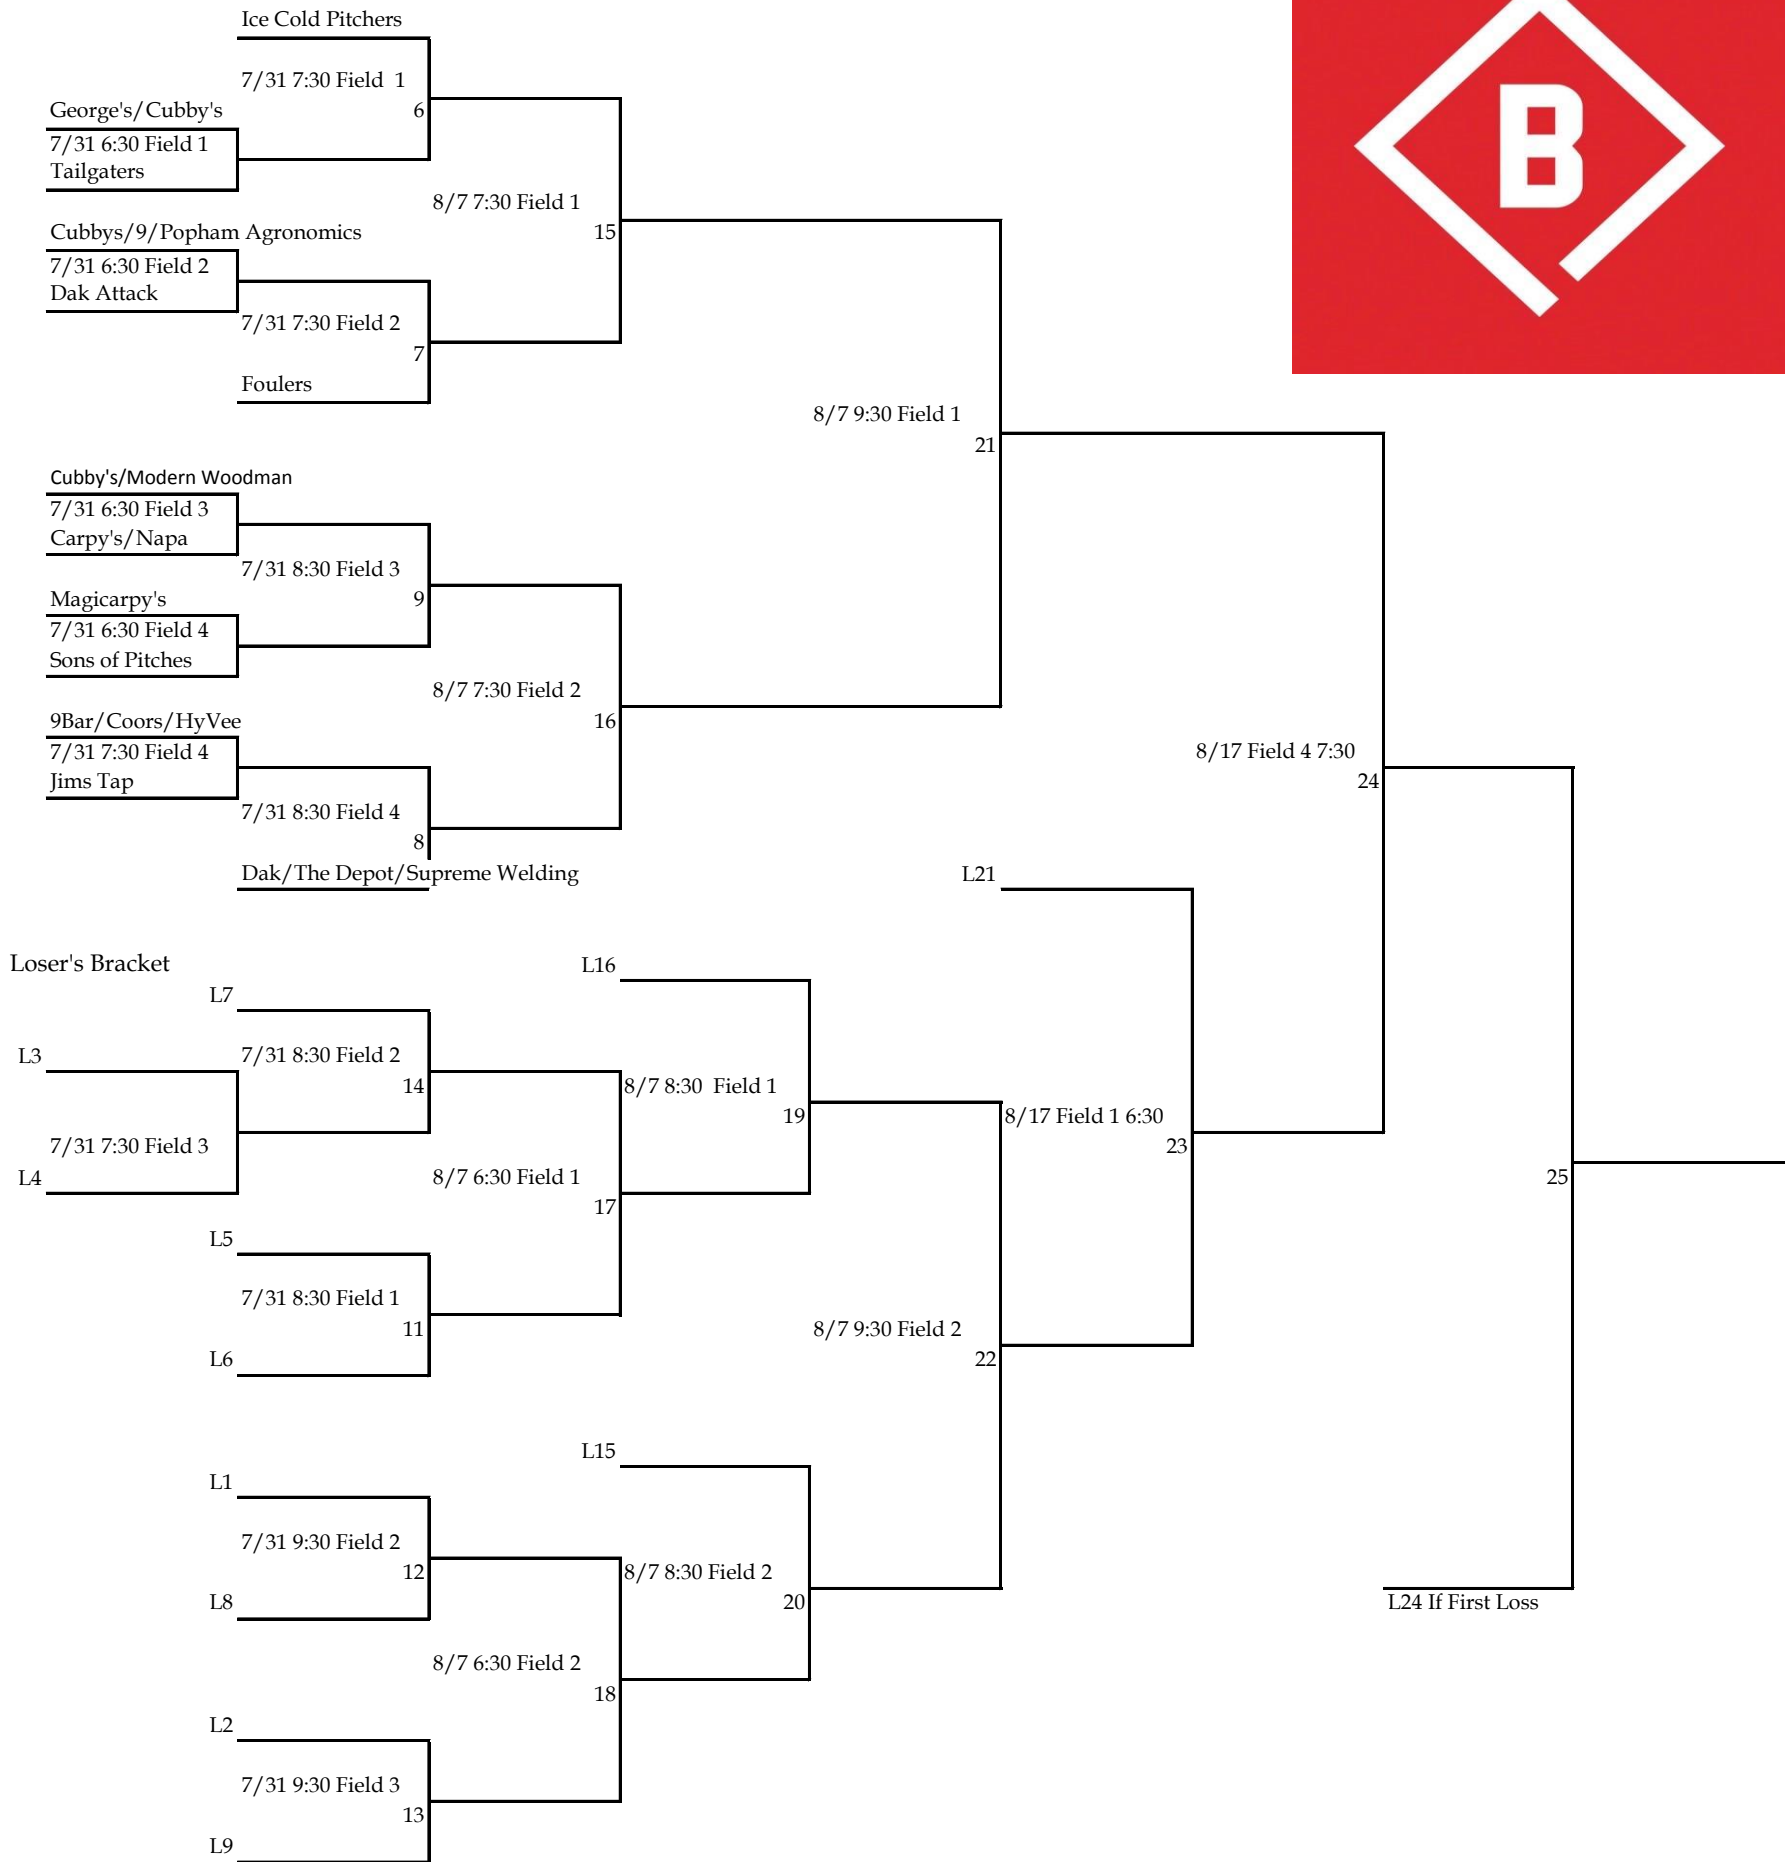 Ice Cold Pitchers
B
7/31 7:30 Field  1
6
George's/Cubby's
7/31 6:30 Field 1
Tailgaters
8/7 7:30 Field 1
15
Cubbys/9/Popham Agronomics
7/31 6:30 Field 2
Dak Attack
7/31 7:30 Field 2
7
Foulers
8/7 9:30 Field 1
21
Cubby's/Modern Woodman
7/31 6:30 Field 3
Carpy's/Napa
7/31 8:30 Field 3
9
Magicarpy's
7/31 6:30 Field 4
Sons of Pitches
8/7 7:30 Field 2
16
9Bar/Coors/HyVee
7/31 7:30 Field 4
Jims Tap
8/17 Field 4 7:30
24
7/31 8:30 Field 4
8
Dak/The Depot/Supreme Welding
L21
Loser's Bracket
L16
L7
L3
7/31 8:30 Field 2
14
8/7 8:30  Field 1
19
8/17 Field 1 6:30
23
7/31 7:30 Field 3
L4
8/7 6:30 Field 1
17
25
L5
7/31 8:30 Field 1
11
8/7 9:30 Field 2
22
L6
L15
L1
7/31 9:30 Field 2
12
8/7 8:30 Field 2
20
L8
L24 If First Loss
8/7 6:30 Field 2
18
L2
7/31 9:30 Field 3
13
L9